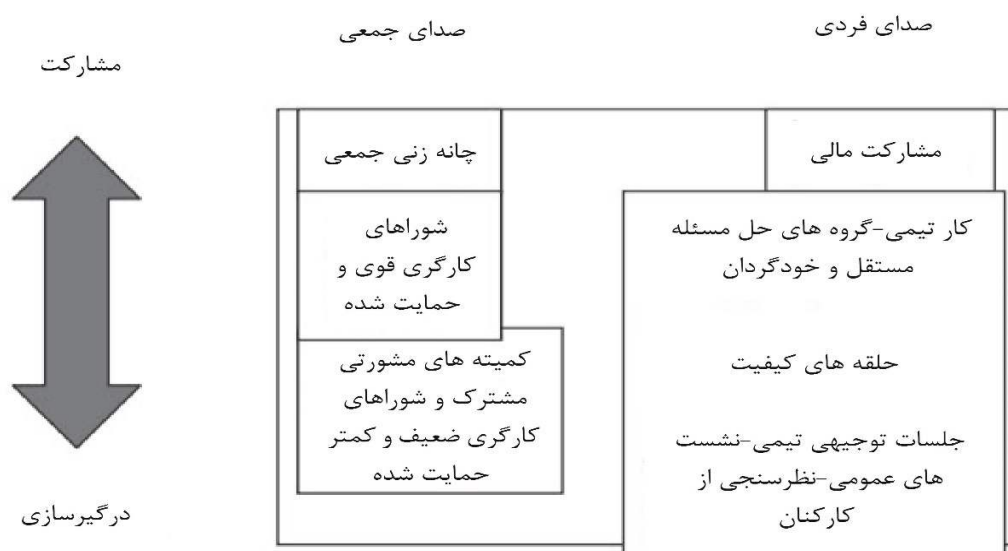 صدای فردی
صدای جمعی
مشارکت
مشارکت مالی
کار تیمی-گروه های حل مسئله
مستقل و خودگردان
حلقه های کیفیت
جلسات توجیهی تیمی-نشست
های عمومی-نظرسنجی از
کارکنان
چانه زنی جمعی
شوراهای
کارگری قوی و
حمایت شده
کمیته های مشورتی
مشترک و شوراهای
کارگری ضعیف و کمتر
حمایت شده
درگیرسازی